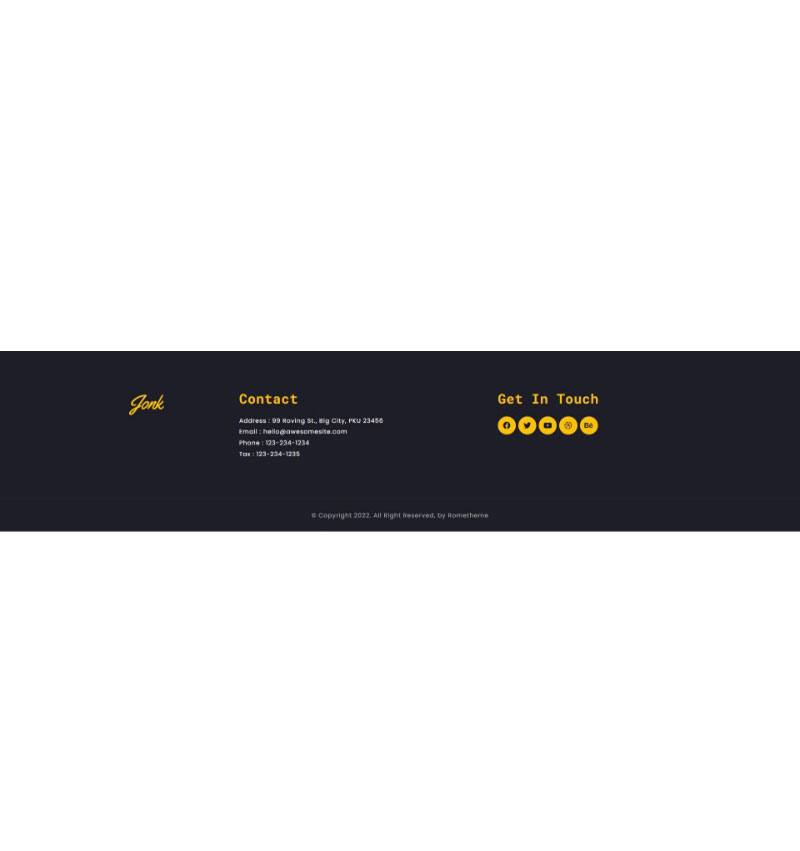 Jonk
Contact
Address : 99 Roving St., Big City, PKU 23456
Email : hello@awesomesite.com
Phone : 123-234-1234
Tax : 123-234-1235
Get In Touch
Bē
© Copyright 2022. All Right Reserved, by Rometheme